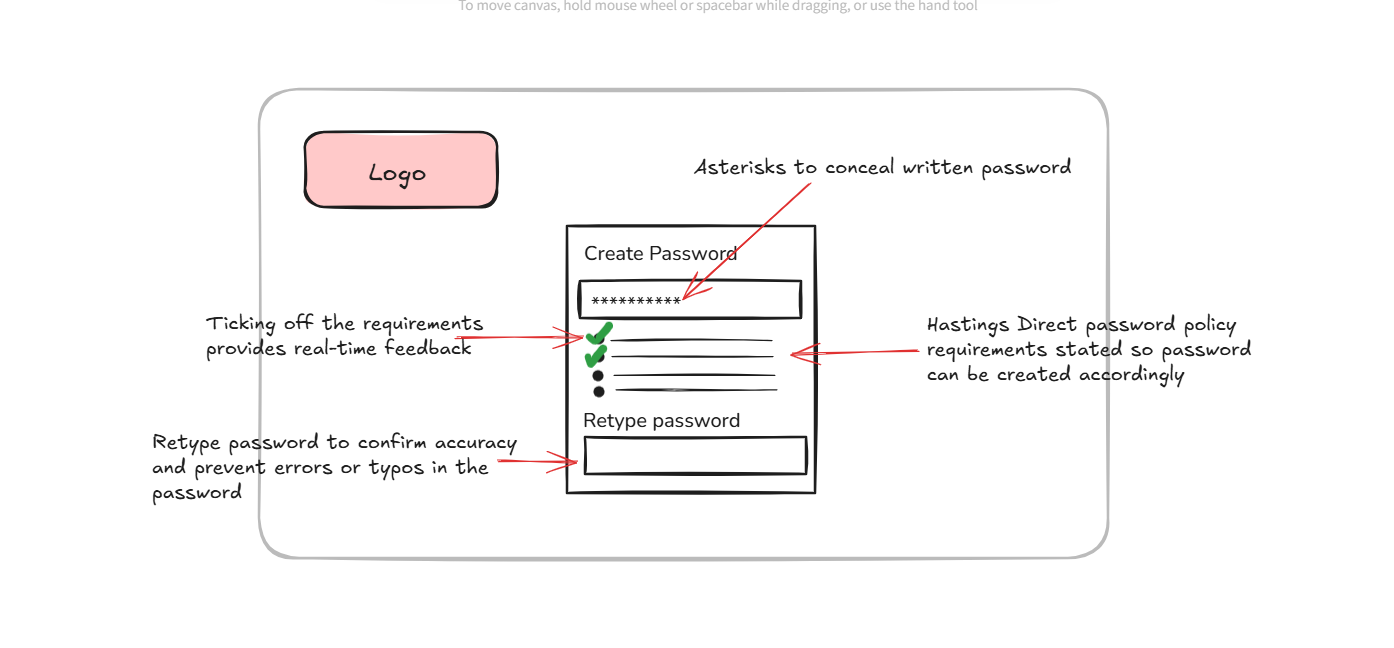 To move canvas, hold mouse wheel or spacebar while dragging, or use the hand tool
Logo
Asterisks to conceal written password
Create Password
**********
Ticking off the requirements
provides real-time feedback
Hastings Direct password policy
requirements stated so password
can be created accordingly
Retype password
Retype password to confirm accuracy
and prevent errors or typos in the
password